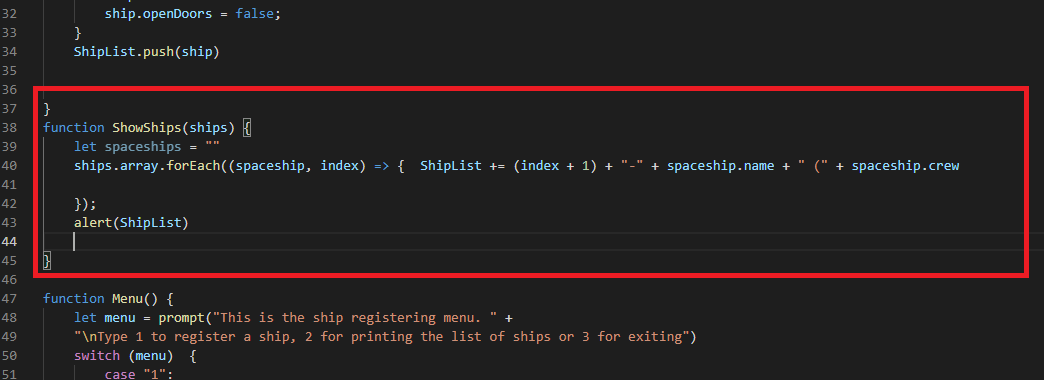 32 ship.openDoors = false;
33 }
34 ShipList.push(ship)
35
36
37 }
38 function ShowShips(ships) {
39 let spaceships = ""
40 ships.array.forEach((spaceship, index) => {  ShipList += (index + 1) + "-" + spaceship.name + " (" + spaceship.crew
41
42 });
43 alert(ShipList)
44
45 }
46
47 function Menu() {
48 let menu = prompt("This is the ship registering menu. " +
49 "\nType 1 to register a ship, 2 for printing the list of ships or 3 for exiting")
50 switch (menu)  {
51 case "1":